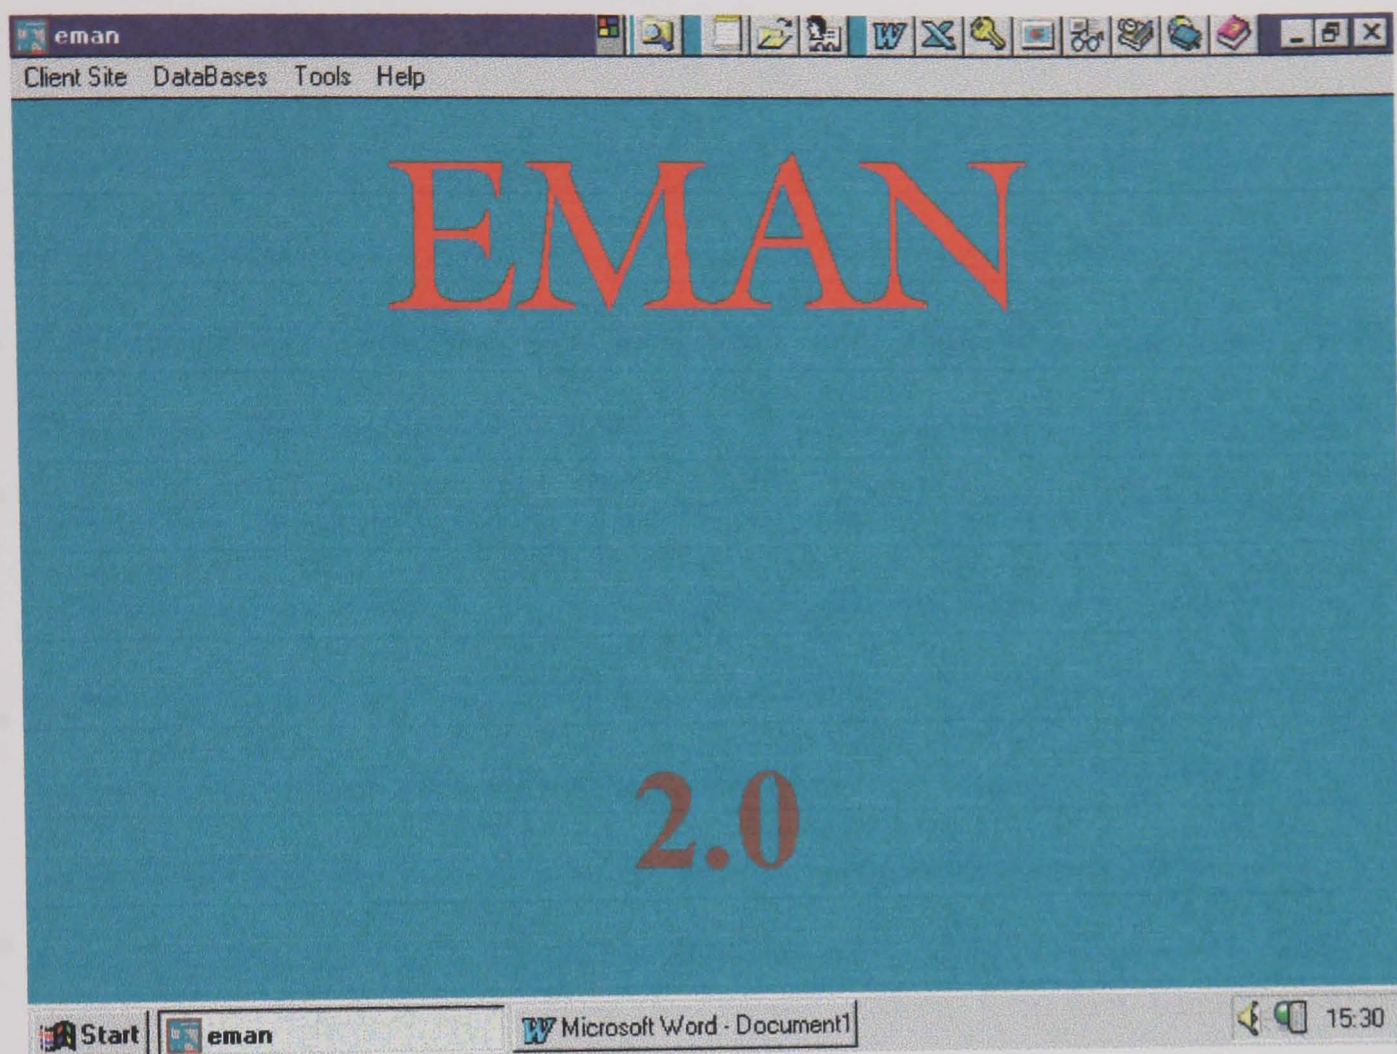 eman
Client Site DataBases Tools Help
EMAN
2.0
Start eman Microsoft Word - Document1 15:30